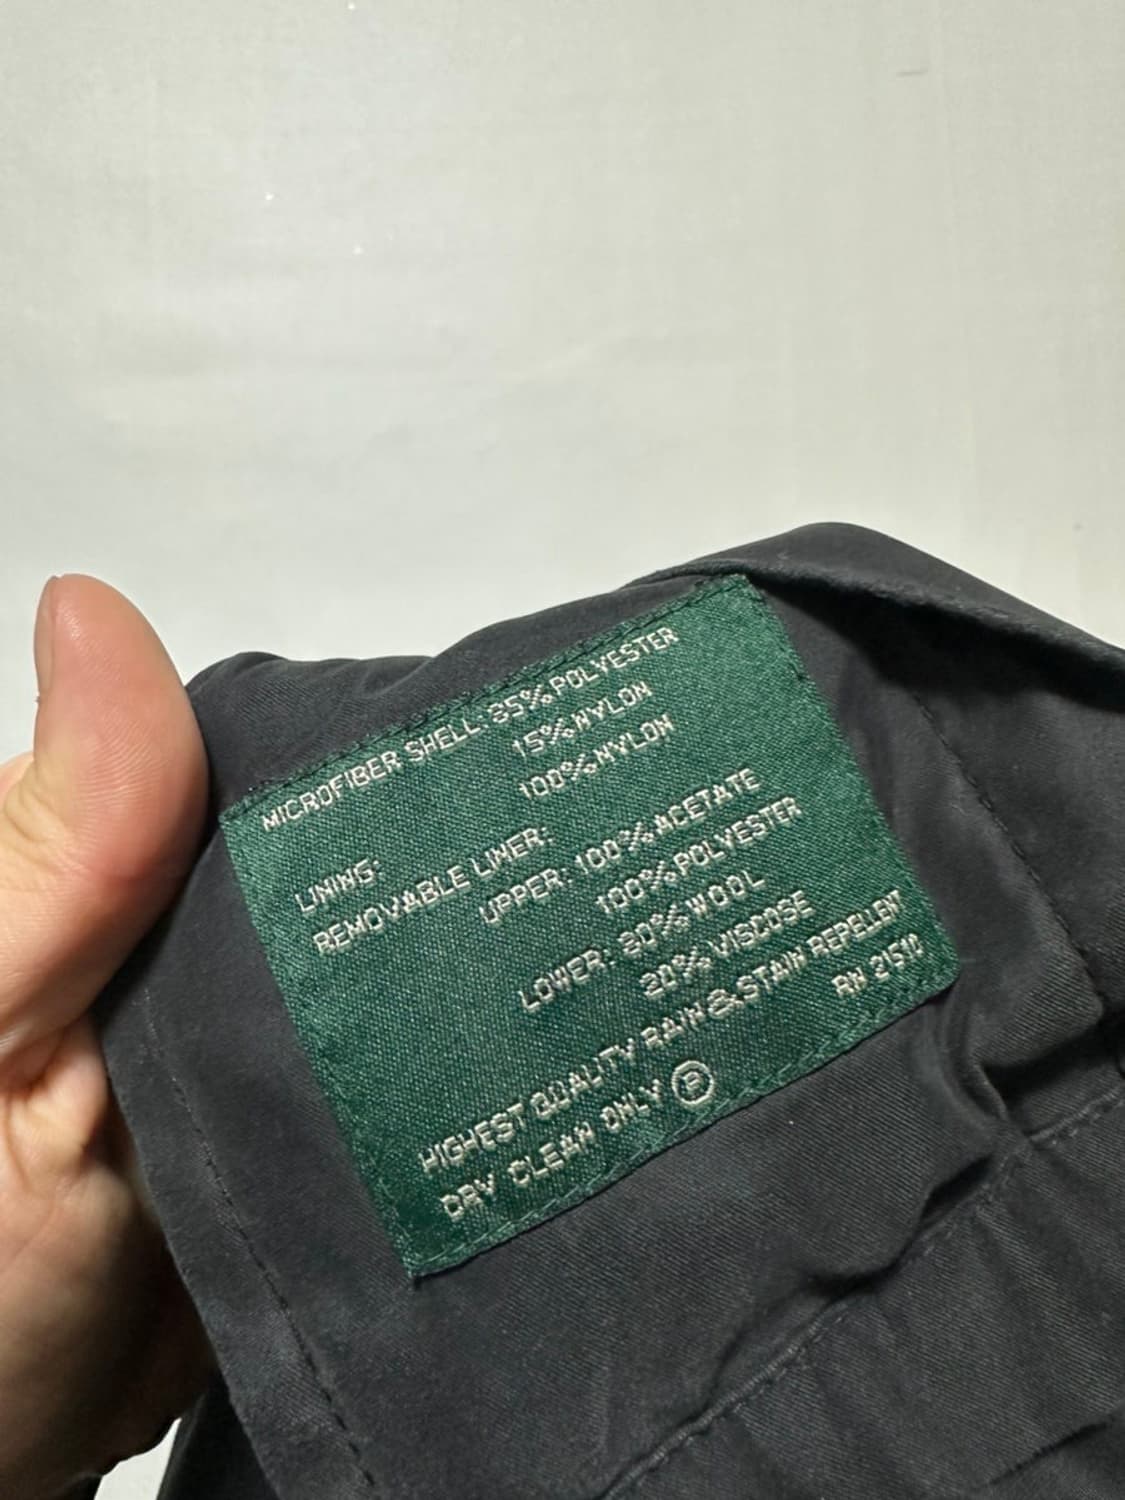 MICROFIBER SHELL: 85% POLYESTER
15% NYLON
LINING: 100% NYLON
REMOVABLE LINER:
UPPER: 100% ACETATE
100% POLYESTER
LOWER: 80% WOOL
20% VISCOSE
HIGHEST QUALITY RAIN & STAIN REPELENT
DRY CLEAN ONLY Ⓟ RN 21510